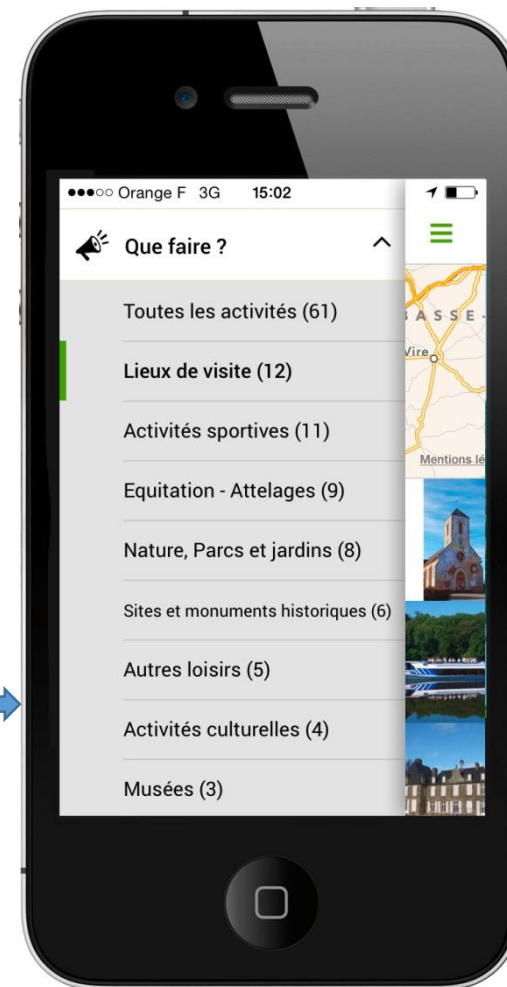 Orange F 3G 15:02
Que faire ?
Toutes les activités (61)
Lieux de visite (12)
Activités sportives (11)
Equitation - Attelages (9)
Nature, Parcs et jardins (8)
Sites et monuments historiques (6)
Autres loisirs (5)
Activités culturelles (4)
Musées (3)
BASSE-
Vire
Mentions lé